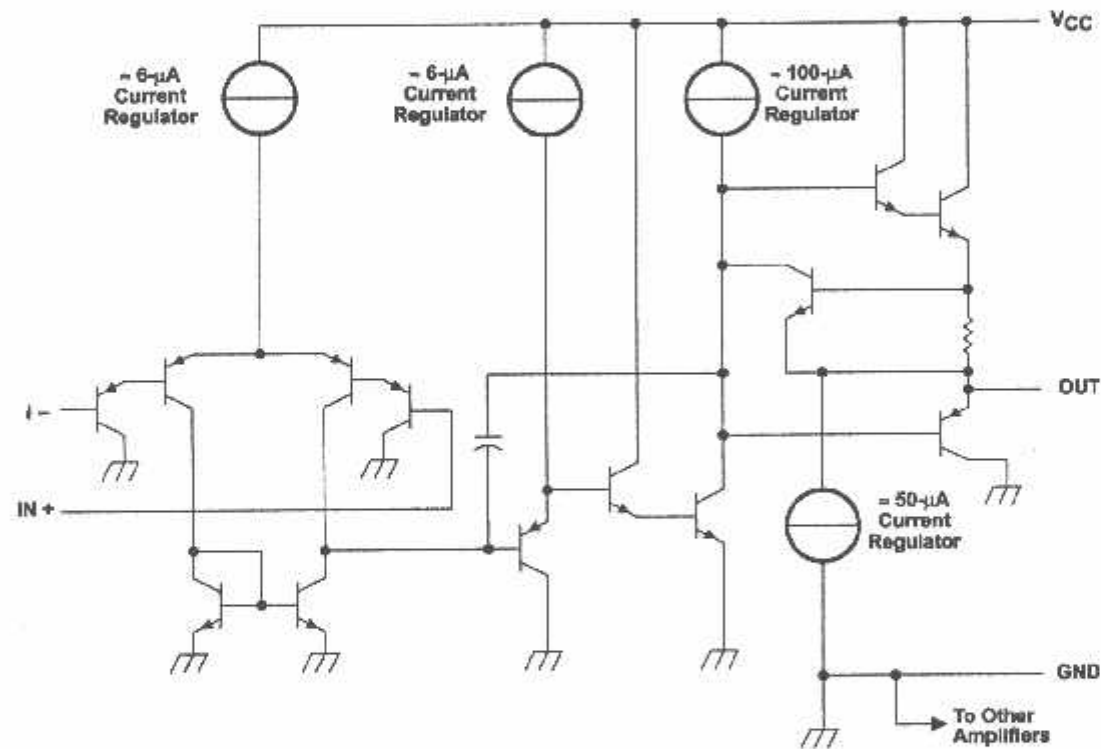 VCC
≈ 6-µA
Current
Regulator
≈ 6-µA
Current
Regulator
≈ 100-µA
Current
Regulator
OUT
IN +
≈ 50-µA
Current
Regulator
GND
To Other
Amplifiers